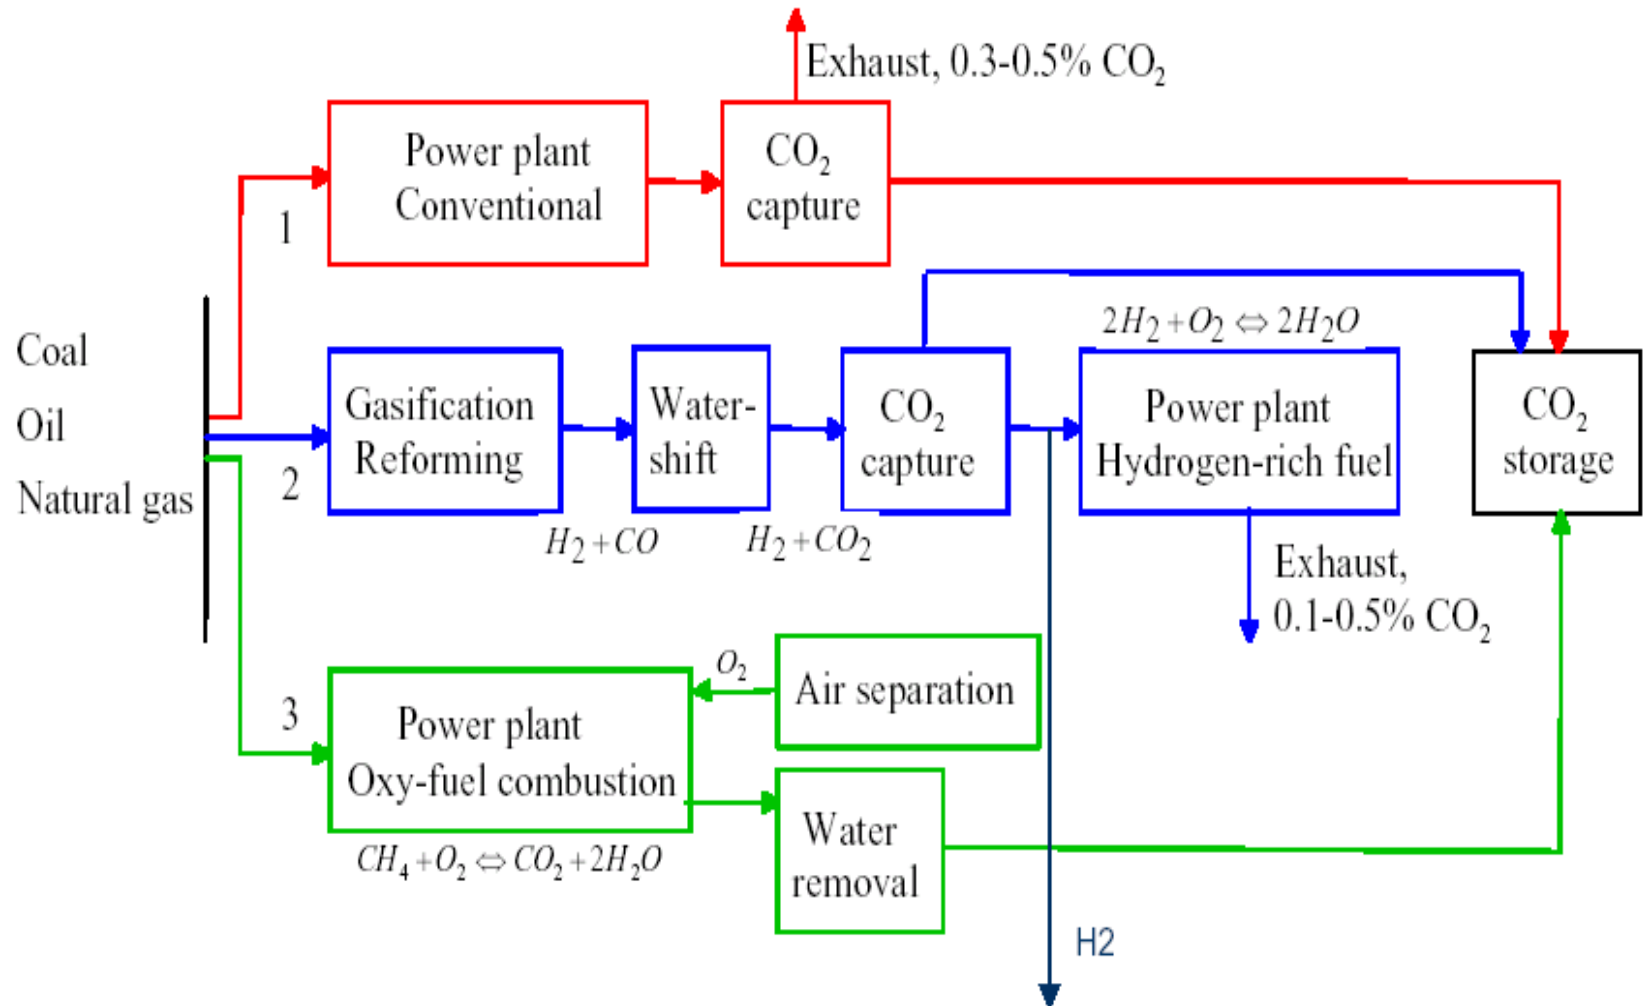 Exhaust, 0.3-0.5% CO₂
Power plant
Conventional
CO₂
capture
1
Coal
Oil
Natural gas
2H₂+O₂ ⇔ 2H₂O
Gasification
Reforming
2
Water-
shift
CO₂
capture
Power plant
Hydrogen-rich fuel
CO₂
storage
H₂+CO
H₂+CO₂
Exhaust,
0.1-0.5% CO₂
3
Power plant
Oxy-fuel combustion
O₂
Air separation
CH₄+O₂ ⇔ CO₂+2H₂O
Water
removal
H2